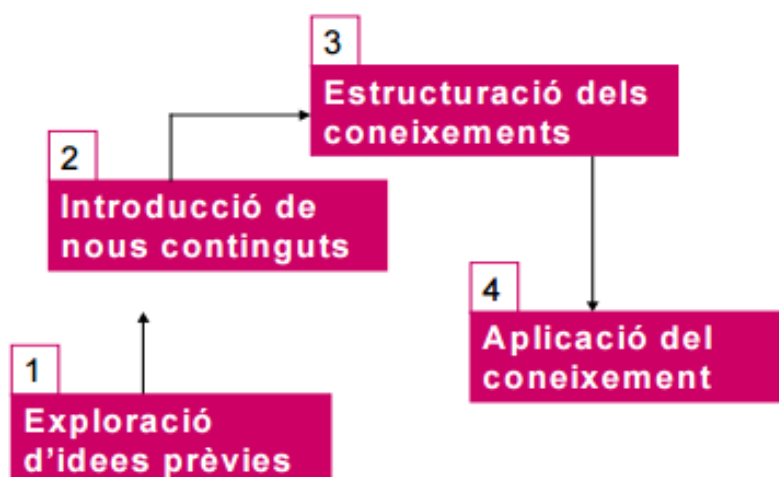 1
Exploració
d'idees prèvies
2
Introducció de
nous continguts
3
Estructuració dels
coneixements
4
Aplicació del
coneixement